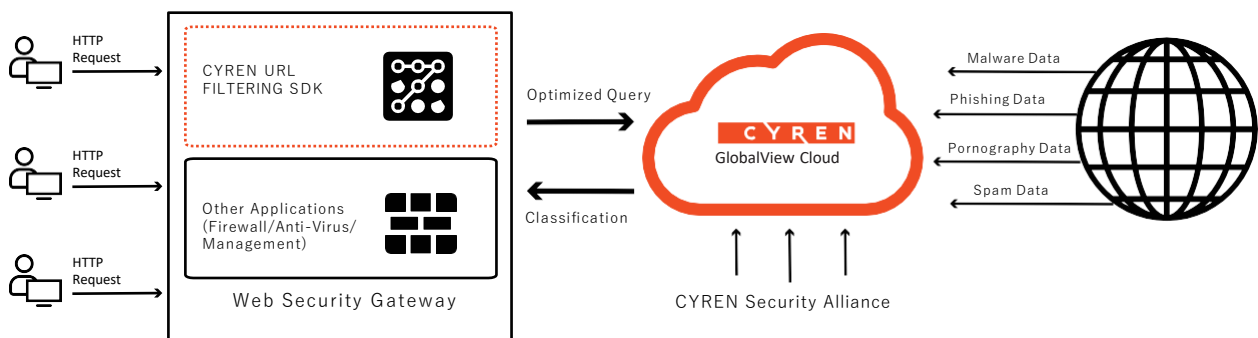 HTTP
Request
HTTP
Request
HTTP
Request
CYREN URL
FILTERING SDK
Other Applications
(Firewall/Anti-Virus/
Management)
Web Security Gateway
Optimized Query
Classification
CYREN
GlobalView Cloud
CYREN Security Alliance
Malware Data
Phishing Data
Pornography Data
Spam Data